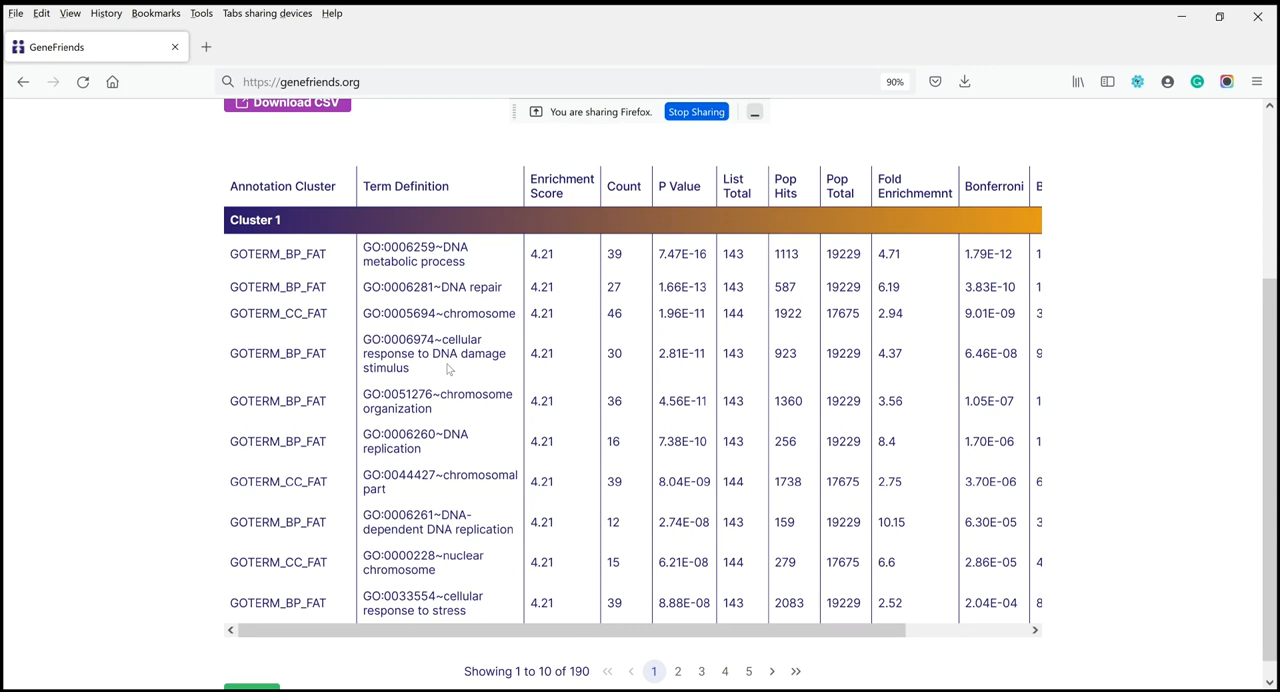 File Edit View History Bookmarks Tools Tabs sharing devices Help
GeneFriends
https://genefriends.org 90%
Download CSV
You are sharing Firefox. Stop Sharing
Annotation Cluster Term Definition Enrichment Score Count P Value List Total Pop Hits Pop Total Fold Enrichmemnt Bonferroni B
Cluster 1
GOTERM_BP_FAT GO:0006259~DNA metabolic process 4.21 39 7.47E-16 143 1113 19229 4.71 1.79E-12 1
GOTERM_BP_FAT GO:0006281~DNA repair 4.21 27 1.66E-13 143 587 19229 6.19 3.83E-10 1
GOTERM_CC_FAT GO:0005694~chromosome 4.21 46 1.96E-11 144 1922 17675 2.94 9.01E-09 3
GOTERM_BP_FAT GO:0006974~cellular response to DNA damage stimulus 4.21 30 2.81E-11 143 923 19229 4.37 6.46E-08 9
GOTERM_BP_FAT GO:0051276~chromosome organization 4.21 36 4.56E-11 143 1360 19229 3.56 1.05E-07 1
GOTERM_BP_FAT GO:0006260~DNA replication 4.21 16 7.38E-10 143 256 19229 8.4 1.70E-06 1
GOTERM_CC_FAT GO:0044427~chromosomal part 4.21 39 8.04E-09 144 1738 17675 2.75 3.70E-06 6
GOTERM_BP_FAT GO:0006261~DNA-dependent DNA replication 4.21 12 2.74E-08 143 159 19229 10.15 6.30E-05 3
GOTERM_CC_FAT GO:0000228~nuclear chromosome 4.21 15 6.21E-08 144 279 17675 6.6 2.86E-05 4
GOTERM_BP_FAT GO:0033554~cellular response to stress 4.21 39 8.88E-08 143 2083 19229 2.52 2.04E-04 8
Showing 1 to 10 of 190 « ‹ 1 2 3 4 5 › »